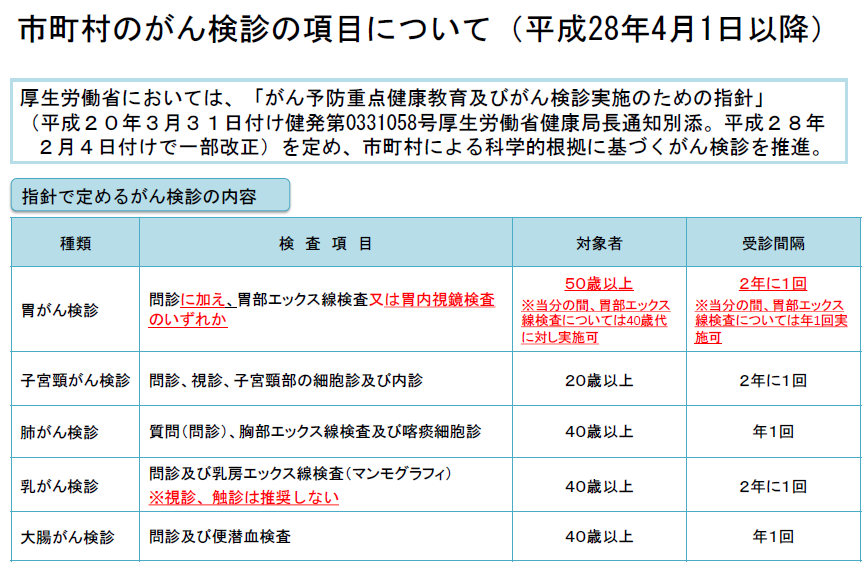 市町村のがん検診の項目について（平成28年4月1日以降）
厚生労働省においては、「がん予防重点健康教育及びがん検診実施のための指針」
（平成２０年３月３１日付け健発第0331058号厚生労働省健康局長通知別添。平成２８年
２月４日付けで一部改正）を定め、市町村による科学的根拠に基づくがん検診を推進。
指針で定めるがん検診の内容
種類 検査項目 対象者 受診間隔
胃がん検診
問診に加え、胃部エックス線検査又は胃内視鏡検査
のいずれか
５０歳以上
※当分の間、胃部エックス
線検査については40歳代
に対し実施可
２年に１回
※当分の間、胃部エックス
線検査については年1回実
施可
子宮頸がん検診 問診、視診、子宮頸部の細胞診及び内診 ２０歳以上 ２年に１回
肺がん検診 質問（問診）、胸部エックス線検査及び喀痰細胞診 ４０歳以上 年１回
乳がん検診
問診及び乳房エックス線検査（マンモグラフィ）
※視診、触診は推奨しない
４０歳以上 ２年に１回
大腸がん検診 問診及び便潜血検査 ４０歳以上 年１回